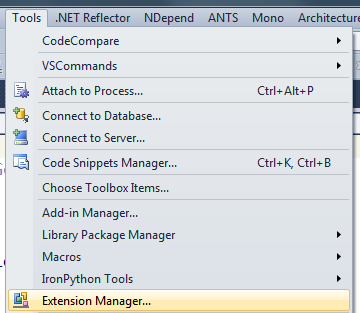 Tools .NET Reflector NDepend ANTS Mono Architecture
CodeCompare
VSCommands
Attach to Process... Ctrl+Alt+P
Connect to Database...
Connect to Server...
Code Snippets Manager... Ctrl+K, Ctrl+B
Choose Toolbox Items...
Add-in Manager...
Library Package Manager
Macros
IronPython Tools
Extension Manager...